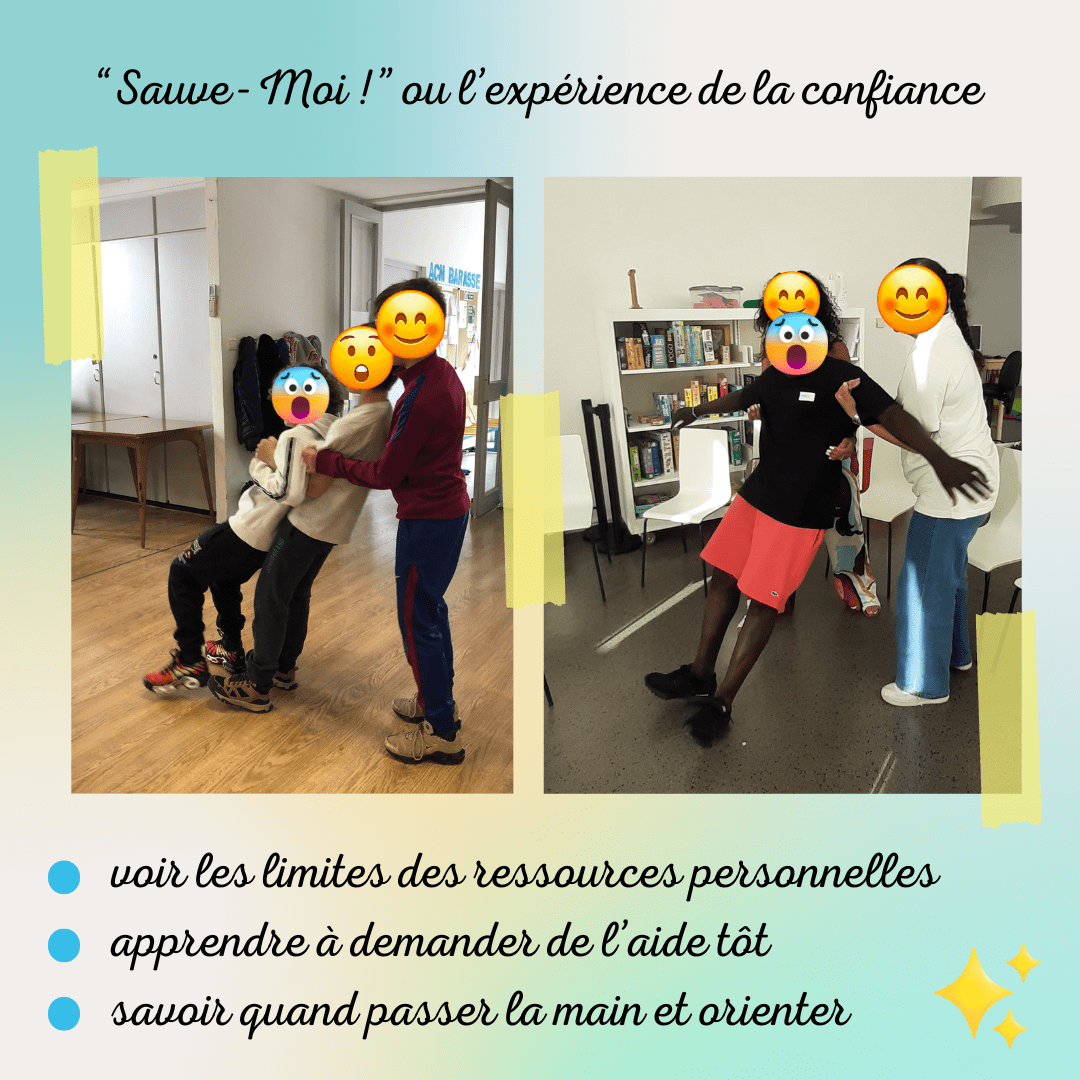 “Sauve-Moi !” ou l’expérience de la confiance
ACM BARASSE
voir les limites des ressources personnelles
apprendre à demander de l’aide tôt
savoir quand passer la main et orienter